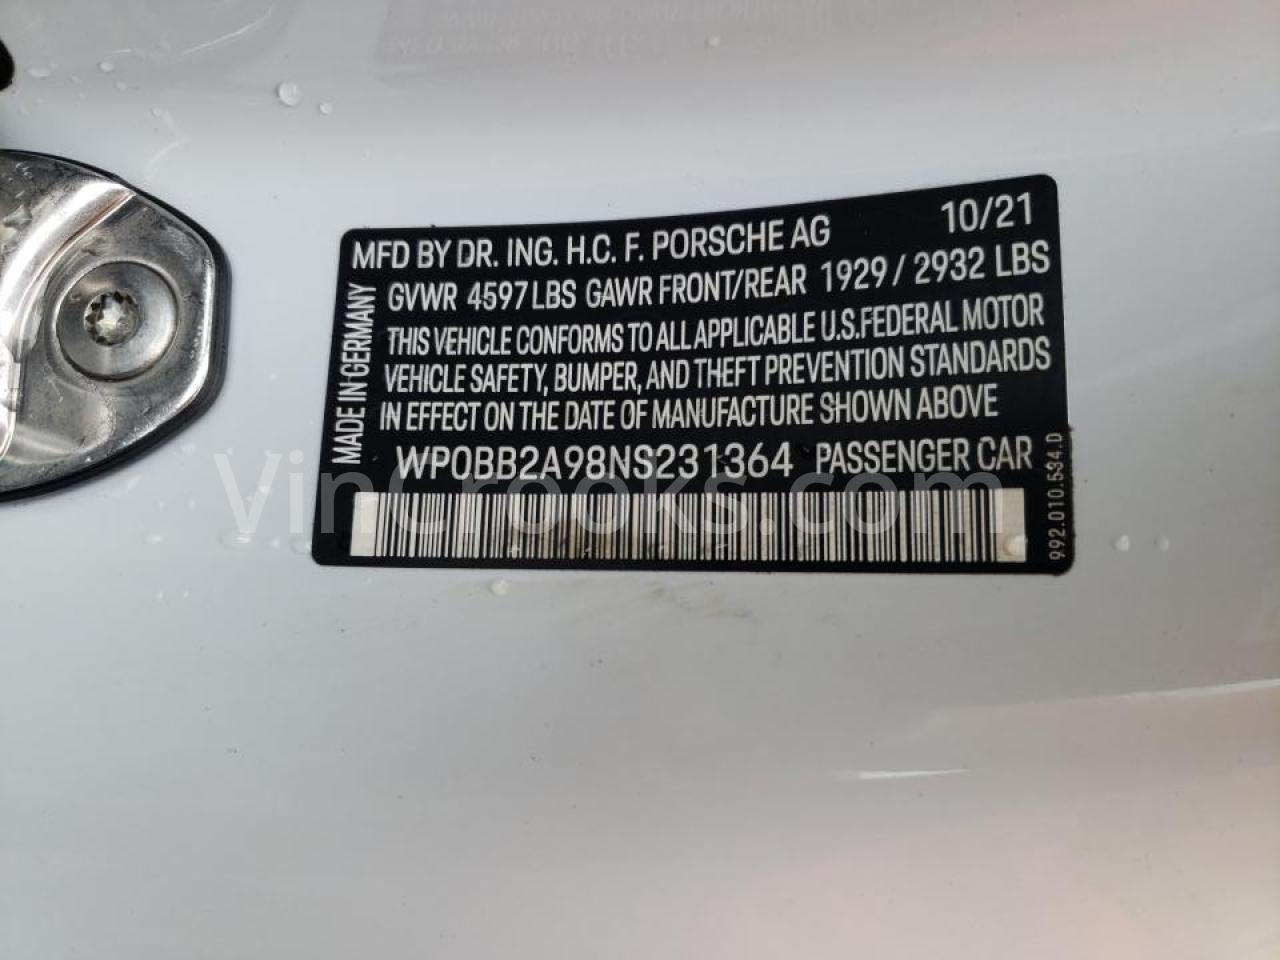 MFD BY DR. ING. H.C. F. PORSCHE AG 10/21
GVWR 4597 LBS GAWR FRONT/REAR 1929 / 2932 LBS
THIS VEHICLE CONFORMS TO ALL APPLICABLE U.S. FEDERAL MOTOR
VEHICLE SAFETY, BUMPER, AND THEFT PREVENTION STANDARDS
IN EFFECT ON THE DATE OF MANUFACTURE SHOWN ABOVE
MADE IN GERMANY
WP0BB2A98NS231364 PASSENGER CAR
992.010.534.D
VinCrooks.com